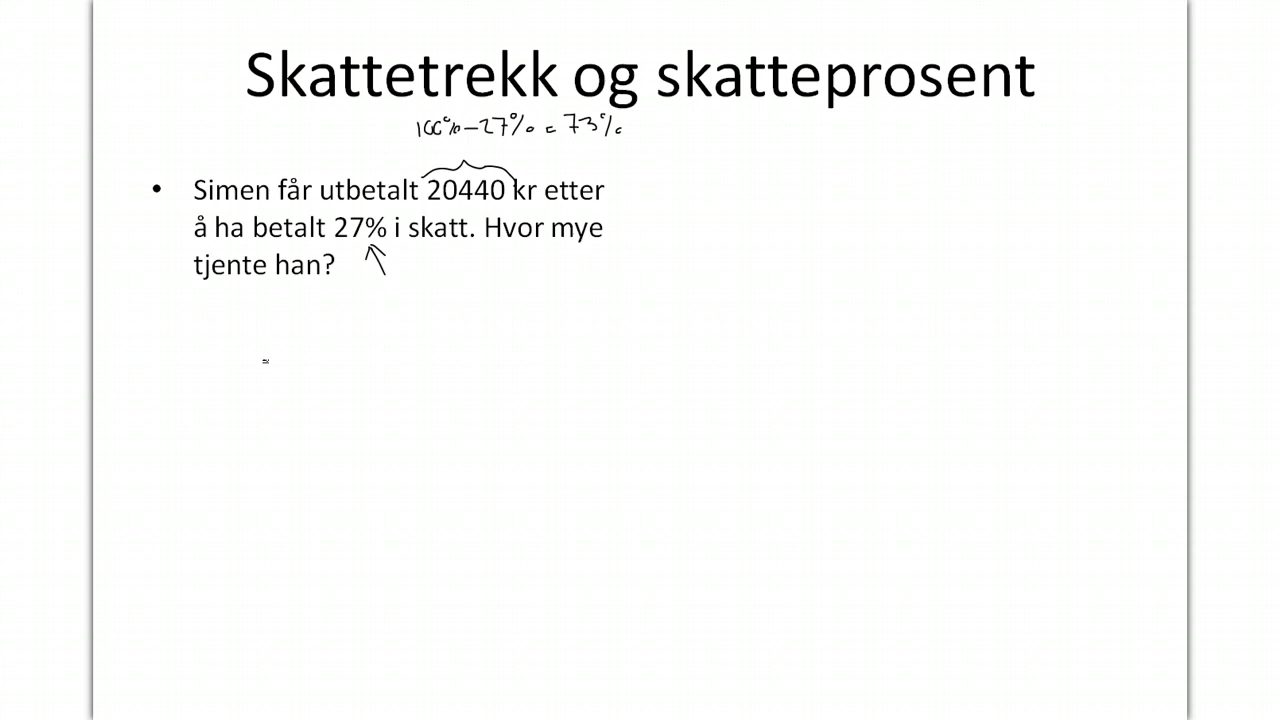 Skattetrekk og skatteprosent
100% - 27% = 73%
• Simen får utbetalt 20440 kr etter
å ha betalt 27% i skatt. Hvor mye
tjente han?
=